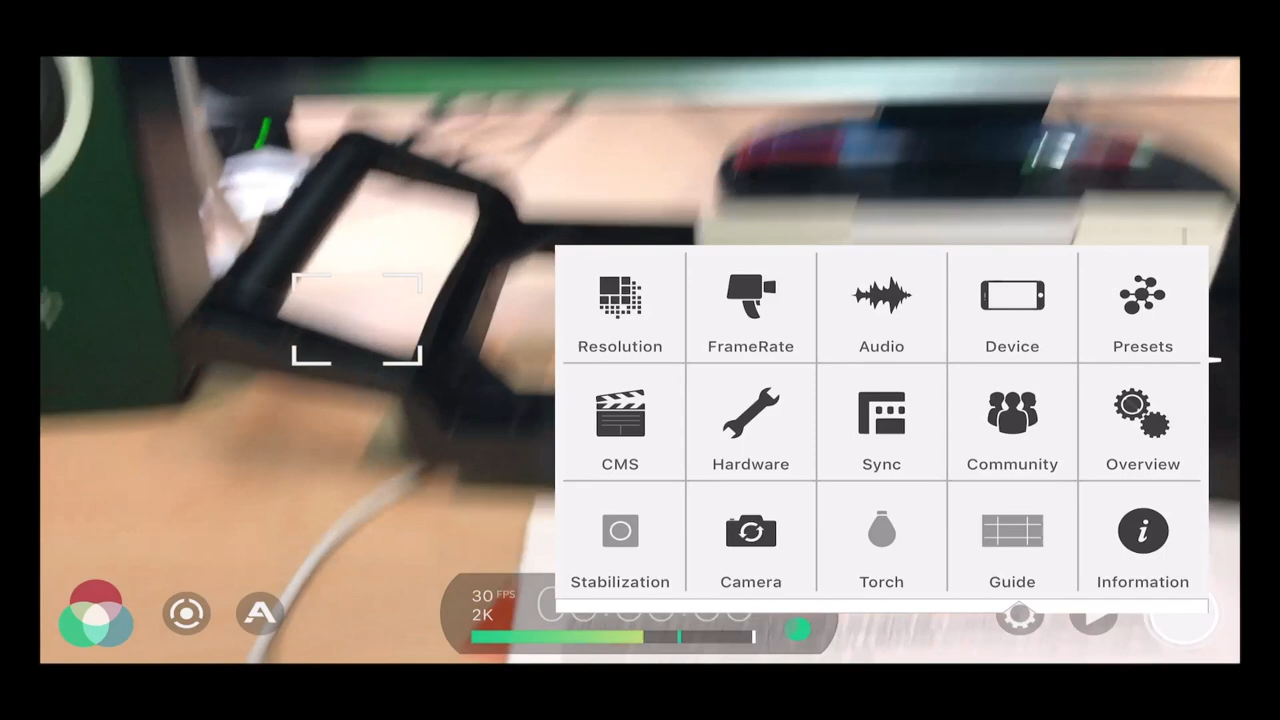 Resolution
FrameRate
Audio
Device
Presets
CMS
Hardware
Sync
Community
Overview
Stabilization
Camera
Torch
Guide
Information
30 FPS
2K